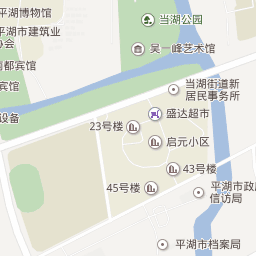 平湖博物馆
当湖公园
平湖市建筑业
协会
吴一峰艺术馆
宾馆
当湖街道新
居民事务所
设备
盛达超市
23号楼
启元小区
43号楼
45号楼
平湖市政府
信访局
平湖市档案局